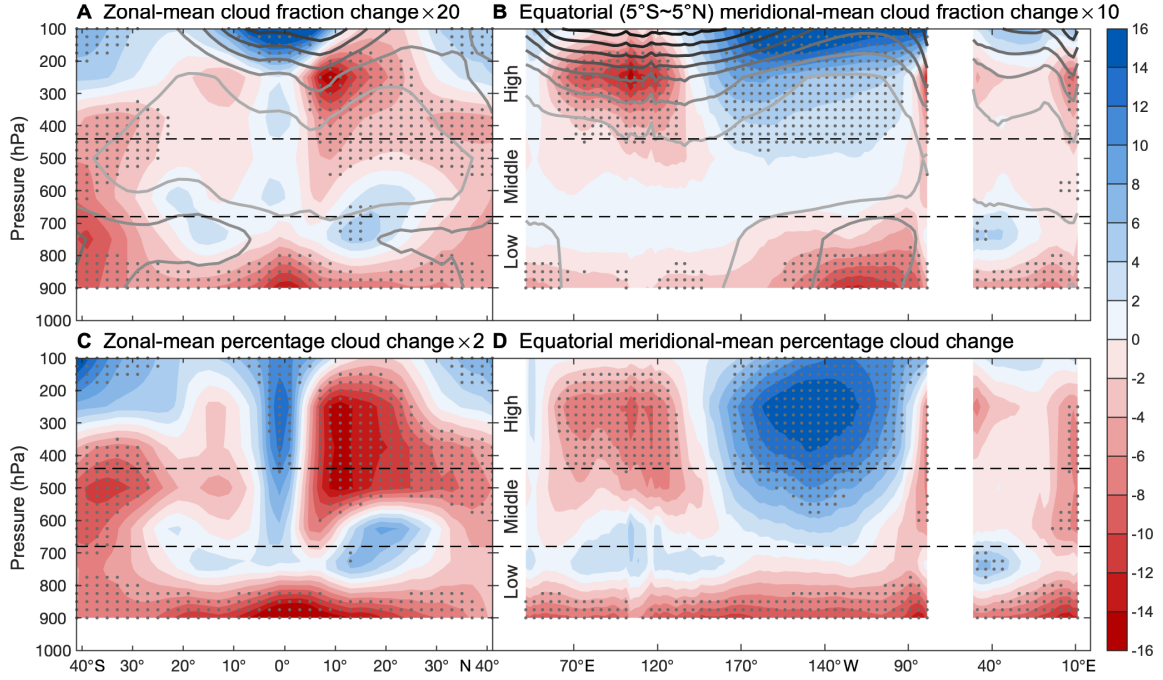 A Zonal-mean cloud fraction change×20
B Equatorial (5°S~5°N) meridional-mean cloud fraction change×10
Pressure (hPa)
100
200
300
400
500
600
700
800
900
1000
High
Middle
Low
C Zonal-mean percentage cloud change×2
D Equatorial meridional-mean percentage cloud change
Pressure (hPa)
100
200
300
400
500
600
700
800
900
1000
High
Middle
Low
40°S 30° 20° 10° 0° 10° 20° 30° N 40°
70°E 120° 170° 140°W 90° 40° 10°E
16
14
12
10
8
6
4
2
0
-2
-4
-6
-8
-10
-12
-14
-16